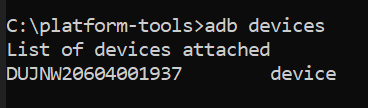 C:\platform-tools>adb devices
List of devices attached
DUJNW20604001937        device